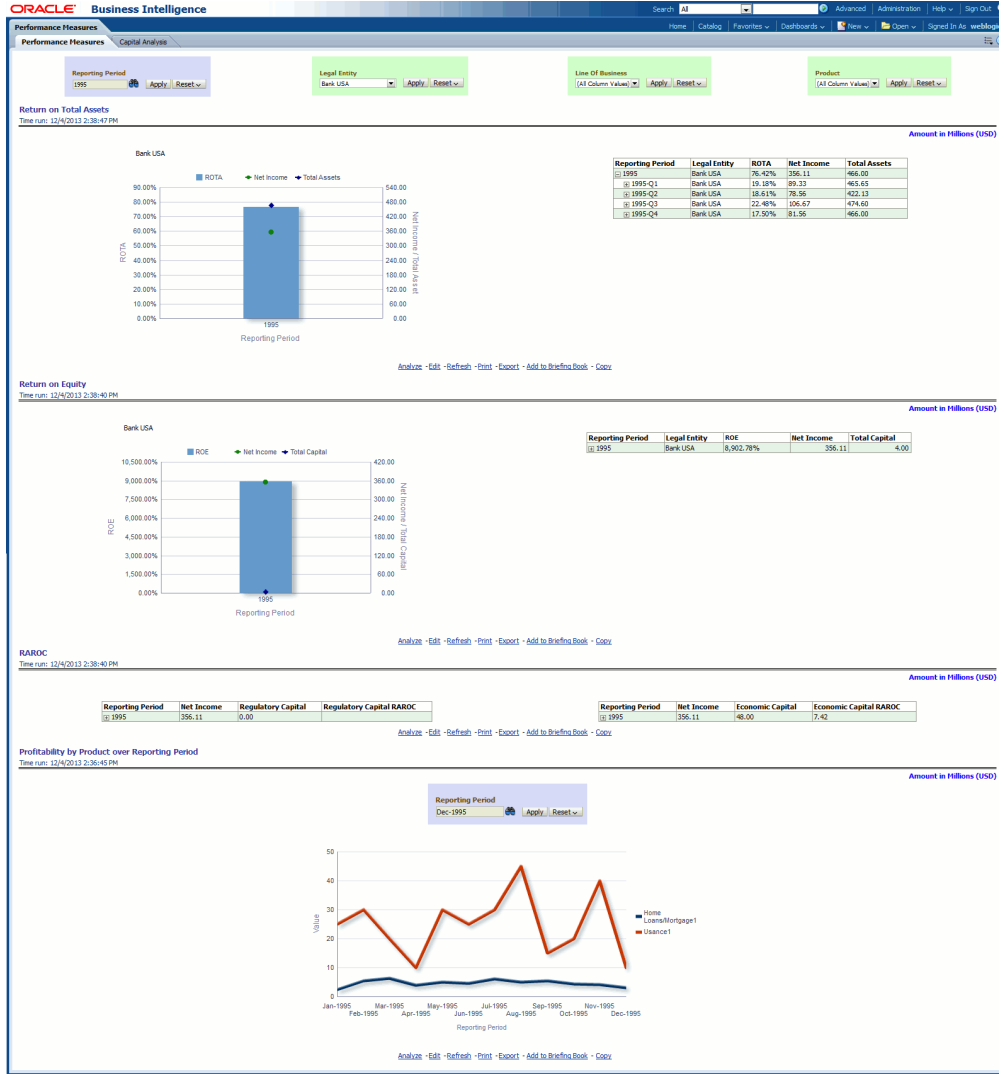 ORACLE® Business Intelligence
Search All Advanced Administration Help Sign Out
Performance Measures Home Catalog Favorites Dashboards New Open Signed In As weblogic
Performance Measures Capital Analysis
Reporting Period
1995 Apply Reset
Legal Entity
Bank USA Apply Reset
Line Of Business
(All Column Values) Apply Reset
Product
(All Column Values) Apply Reset
Return on Total Assets
Time run: 12/4/2013 2:38:47 PM
Amount in Millions (USD)
Bank USA
ROTA Net Income Total Assets
90.00% 540.00
80.00% 480.00
70.00% 420.00
60.00% 360.00
50.00% 300.00
40.00% 240.00
30.00% 180.00
20.00% 120.00
10.00% 60.00
0.00% 0.00
ROTA
Net Income / Total Asset
1995
Reporting Period
Reporting Period Legal Entity ROTA Net Income Total Assets
1995 Bank USA 76.42% 356.11 466.00
1995-Q1 Bank USA 19.18% 89.33 465.65
1995-Q2 Bank USA 18.61% 78.56 422.13
1995-Q3 Bank USA 22.48% 106.67 474.60
1995-Q4 Bank USA 17.50% 81.56 466.00
Analyze - Edit - Refresh - Print - Export - Add to Briefing Book - Copy
Return on Equity
Time run: 12/4/2013 2:38:40 PM
Amount in Millions (USD)
Bank USA
ROE Net Income Total Capital
10,500.00% 420.00
9,000.00% 360.00
7,500.00% 300.00
6,000.00% 240.00
4,500.00% 180.00
3,000.00% 120.00
1,500.00% 60.00
0.00% 0.00
ROE
Net Income / Total Capital
1995
Reporting Period
Reporting Period Legal Entity ROE Net Income Total Capital
1995 Bank USA 8,902.78% 356.11 4.00
Analyze - Edit - Refresh - Print - Export - Add to Briefing Book - Copy
RAROC
Time run: 12/4/2013 2:38:40 PM
Amount in Millions (USD)
Reporting Period Net Income Regulatory Capital Regulatory Capital RAROC
1995 356.11 0.00
Reporting Period Net Income Economic Capital Economic Capital RAROC
1995 356.11 48.00 7.42
Analyze - Edit - Refresh - Print - Export - Add to Briefing Book - Copy
Profitability by Product over Reporting Period
Time run: 12/4/2013 2:36:45 PM
Amount in Millions (USD)
Reporting Period
Dec-1995 Apply Reset
50
40
30
20
10
0
Value
Home
Loans/Mortgage1
Usance1
Jan-1995 Mar-1995 May-1995 Jul-1995 Sep-1995 Nov-1995
Feb-1995 Apr-1995 Jun-1995 Aug-1995 Oct-1995 Dec-1995
Reporting Period
Analyze - Edit - Refresh - Print - Export - Add to Briefing Book - Copy